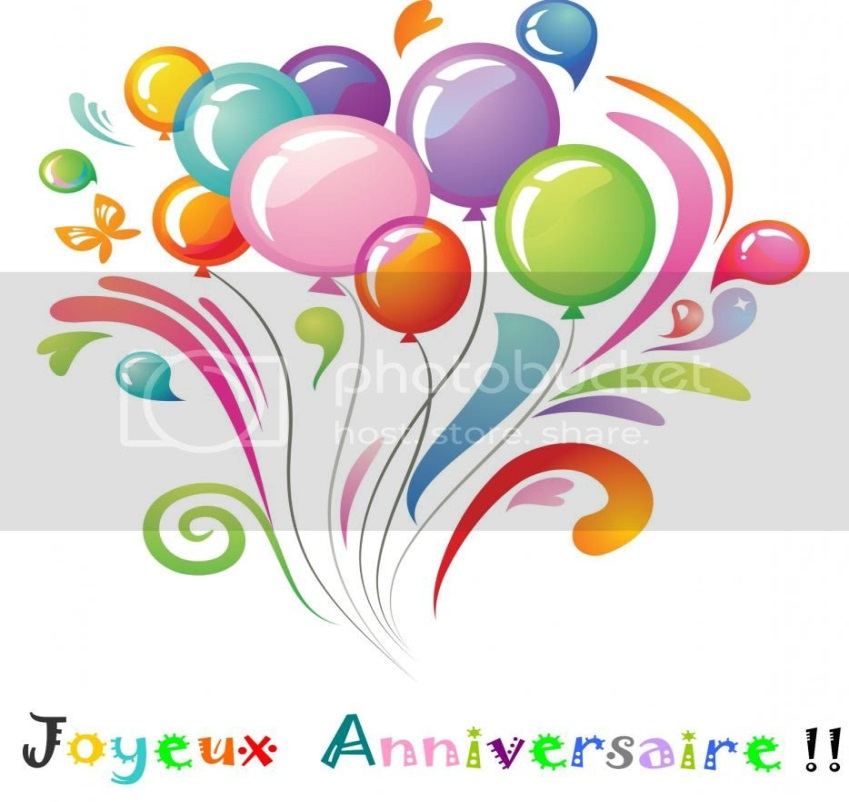 photobucket
host. store. share.
Joyeux Anniversaire !!